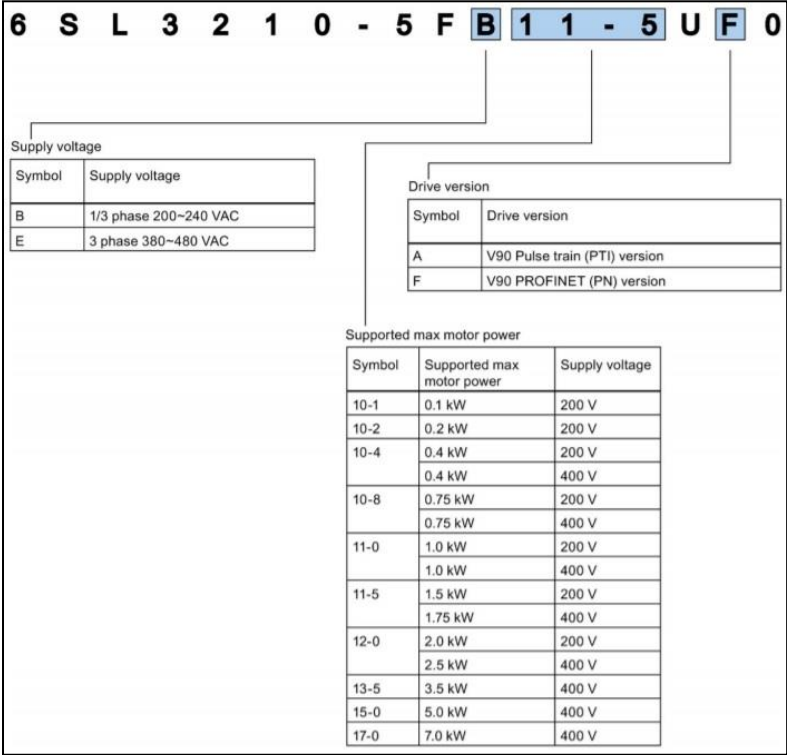 6 S L 3 2 1 0 - 5 F B 1 1 - 5 U F 0
Supply voltage
Symbol Supply voltage
B 1/3 phase 200~240 VAC
E 3 phase 380~480 VAC
Drive version
Symbol Drive version
A V90 Pulse train (PTI) version
F V90 PROFINET (PN) version
Supported max motor power
Symbol Supported max Supply voltage
motor power
10-1 0.1 kW 200 V
10-2 0.2 kW 200 V
10-4 0.4 kW 200 V
0.4 kW 400 V
10-8 0.75 kW 200 V
0.75 kW 400 V
11-0 1.0 kW 200 V
1.0 kW 400 V
11-5 1.5 kW 200 V
1.75 kW 400 V
12-0 2.0 kW 200 V
2.5 kW 400 V
13-5 3.5 kW 400 V
15-0 5.0 kW 400 V
17-0 7.0 kW 400 V